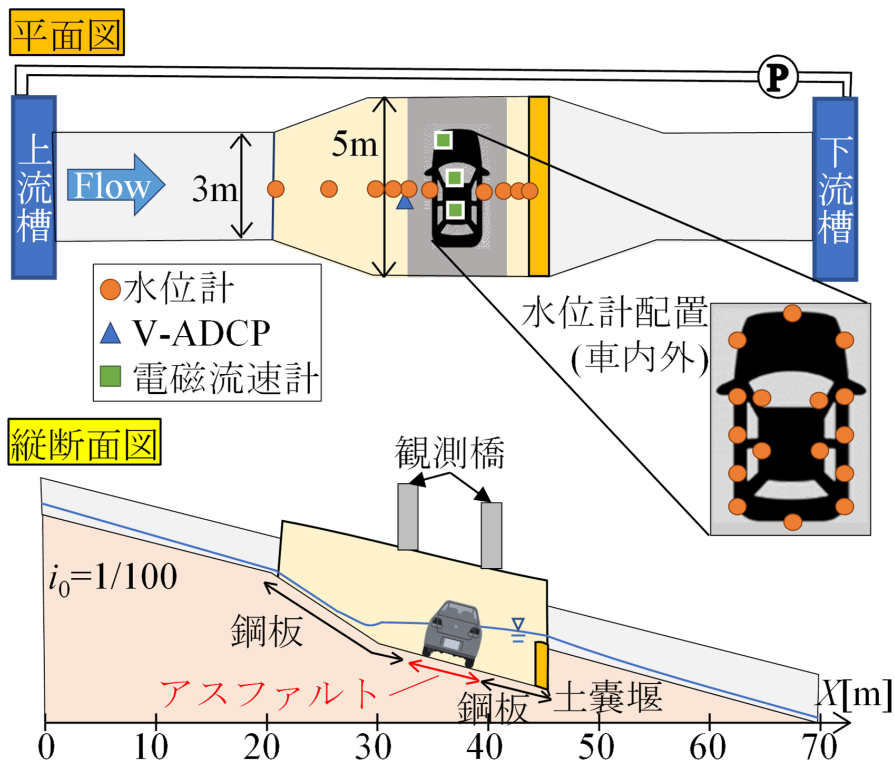 平面図
P
上流槽
Flow
3m
5m
下流槽
水位計
V-ADCP
電磁流速計
水位計配置
(車内外)
縦断面図
観測橋
i₀=1/100
鋼板
アスファルト
鋼板
土嚢堰
X[m]
0 10 20 30 40 50 60 70